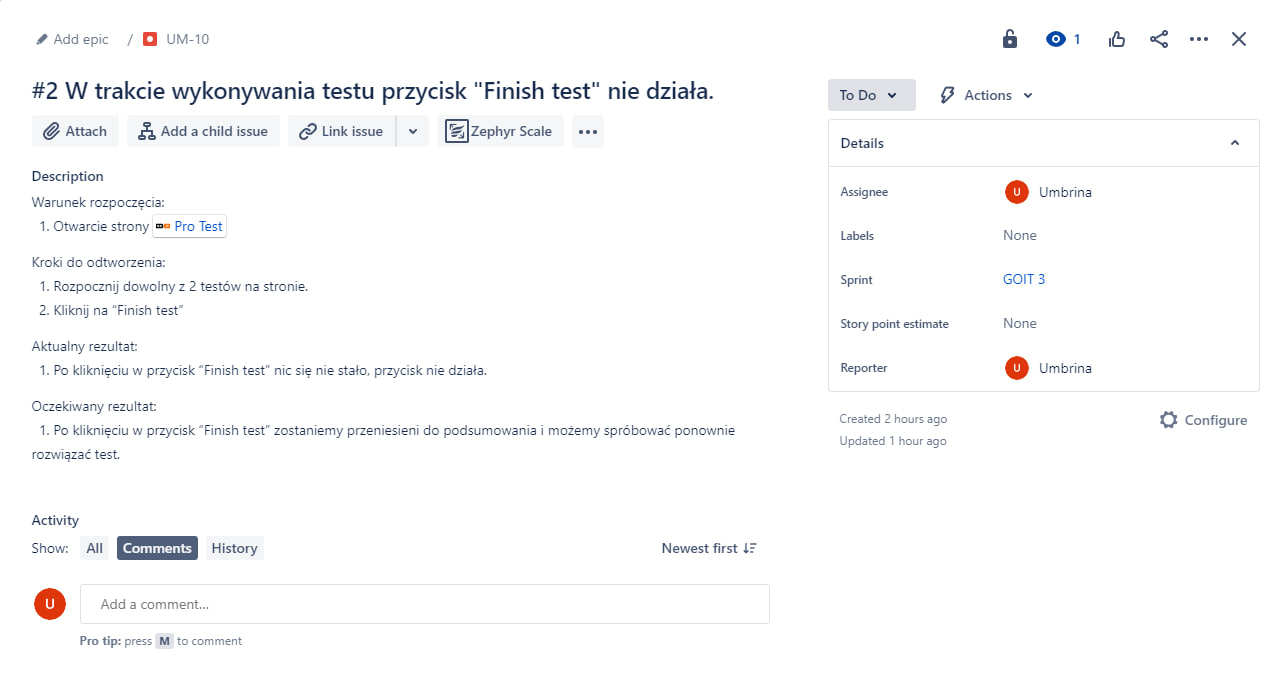 Add epic / UM-10
1
#2 W trakcie wykonywania testu przycisk "Finish test" nie działa.
Attach Add a child issue Link issue Zephyr Scale
To Do Actions
Description
Warunek rozpoczęcia:
1. Otwarcie strony Pro Test
Kroki do odtworzenia:
1. Rozpocznij dowolny z 2 testów na stronie.
2. Kliknij na “Finish test”
Aktualny rezultat:
1. Po kliknięciu w przycisk “Finish test” nic się nie stało, przycisk nie działa.
Oczekiwany rezultat:
1. Po kliknięciu w przycisk “Finish test” zostaniemy przeniesieni do podsumowania i możemy spróbować ponownie
rozwiązać test.
Details
Assignee U Umbrina
Labels None
Sprint GOIT 3
Story point estimate None
Reporter U Umbrina
Created 2 hours ago Configure
Updated 1 hour ago
Activity
Show: All Comments History Newest first
U Add a comment...
Pro tip: press M to comment